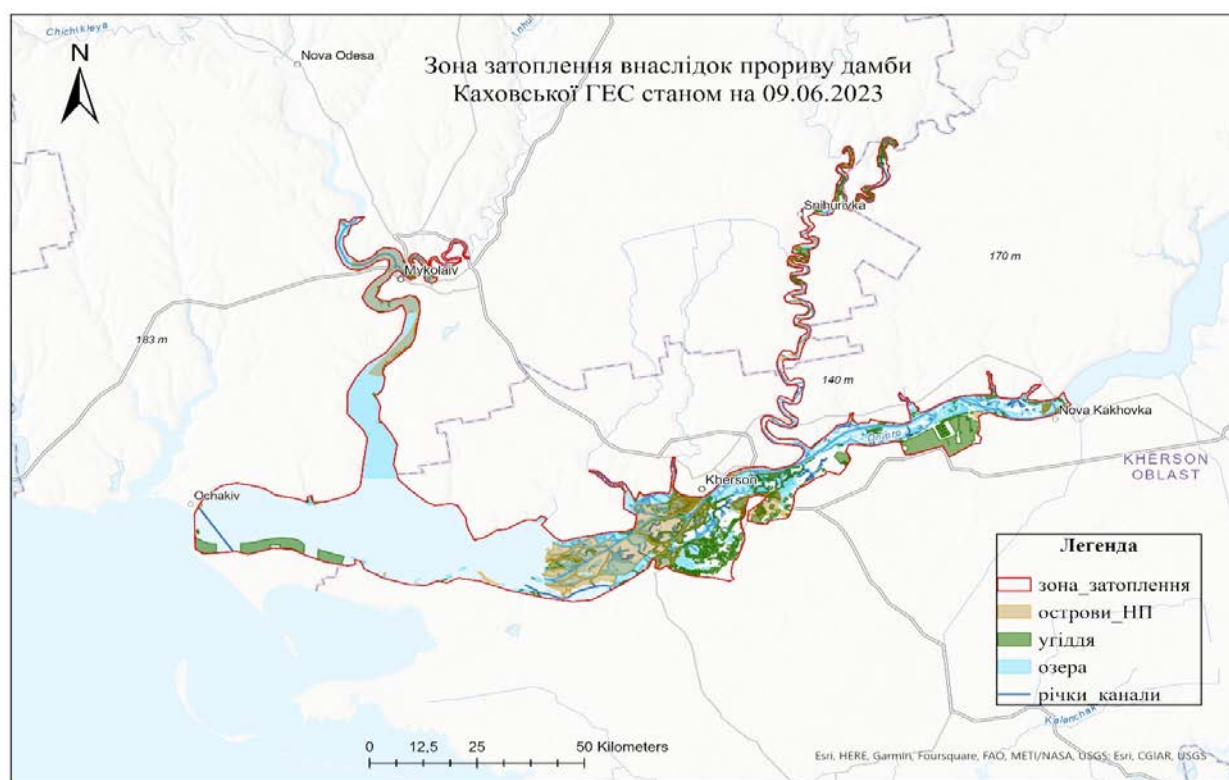 Chichikleya
Inhul
N
Nova Odesa
Зона затоплення внаслідок прориву дамби
Каховської ГЕС станом на 09.06.2023
Snihurivka
Mykolaiv
170 m
183 m
140 m
Nova Kakhovka
Dnipro
KHERSON
OBLAST
Kherson
Ochakiv
Легенда
зона_затоплення
острови_НП
угіддя
озера
річки_канали
Kalanchak
0 12,5 25 50 Kilometers
Esri, HERE, Garmin, Foursquare, FAO, METI/NASA, USGS; Esri, CGIAR, USGS